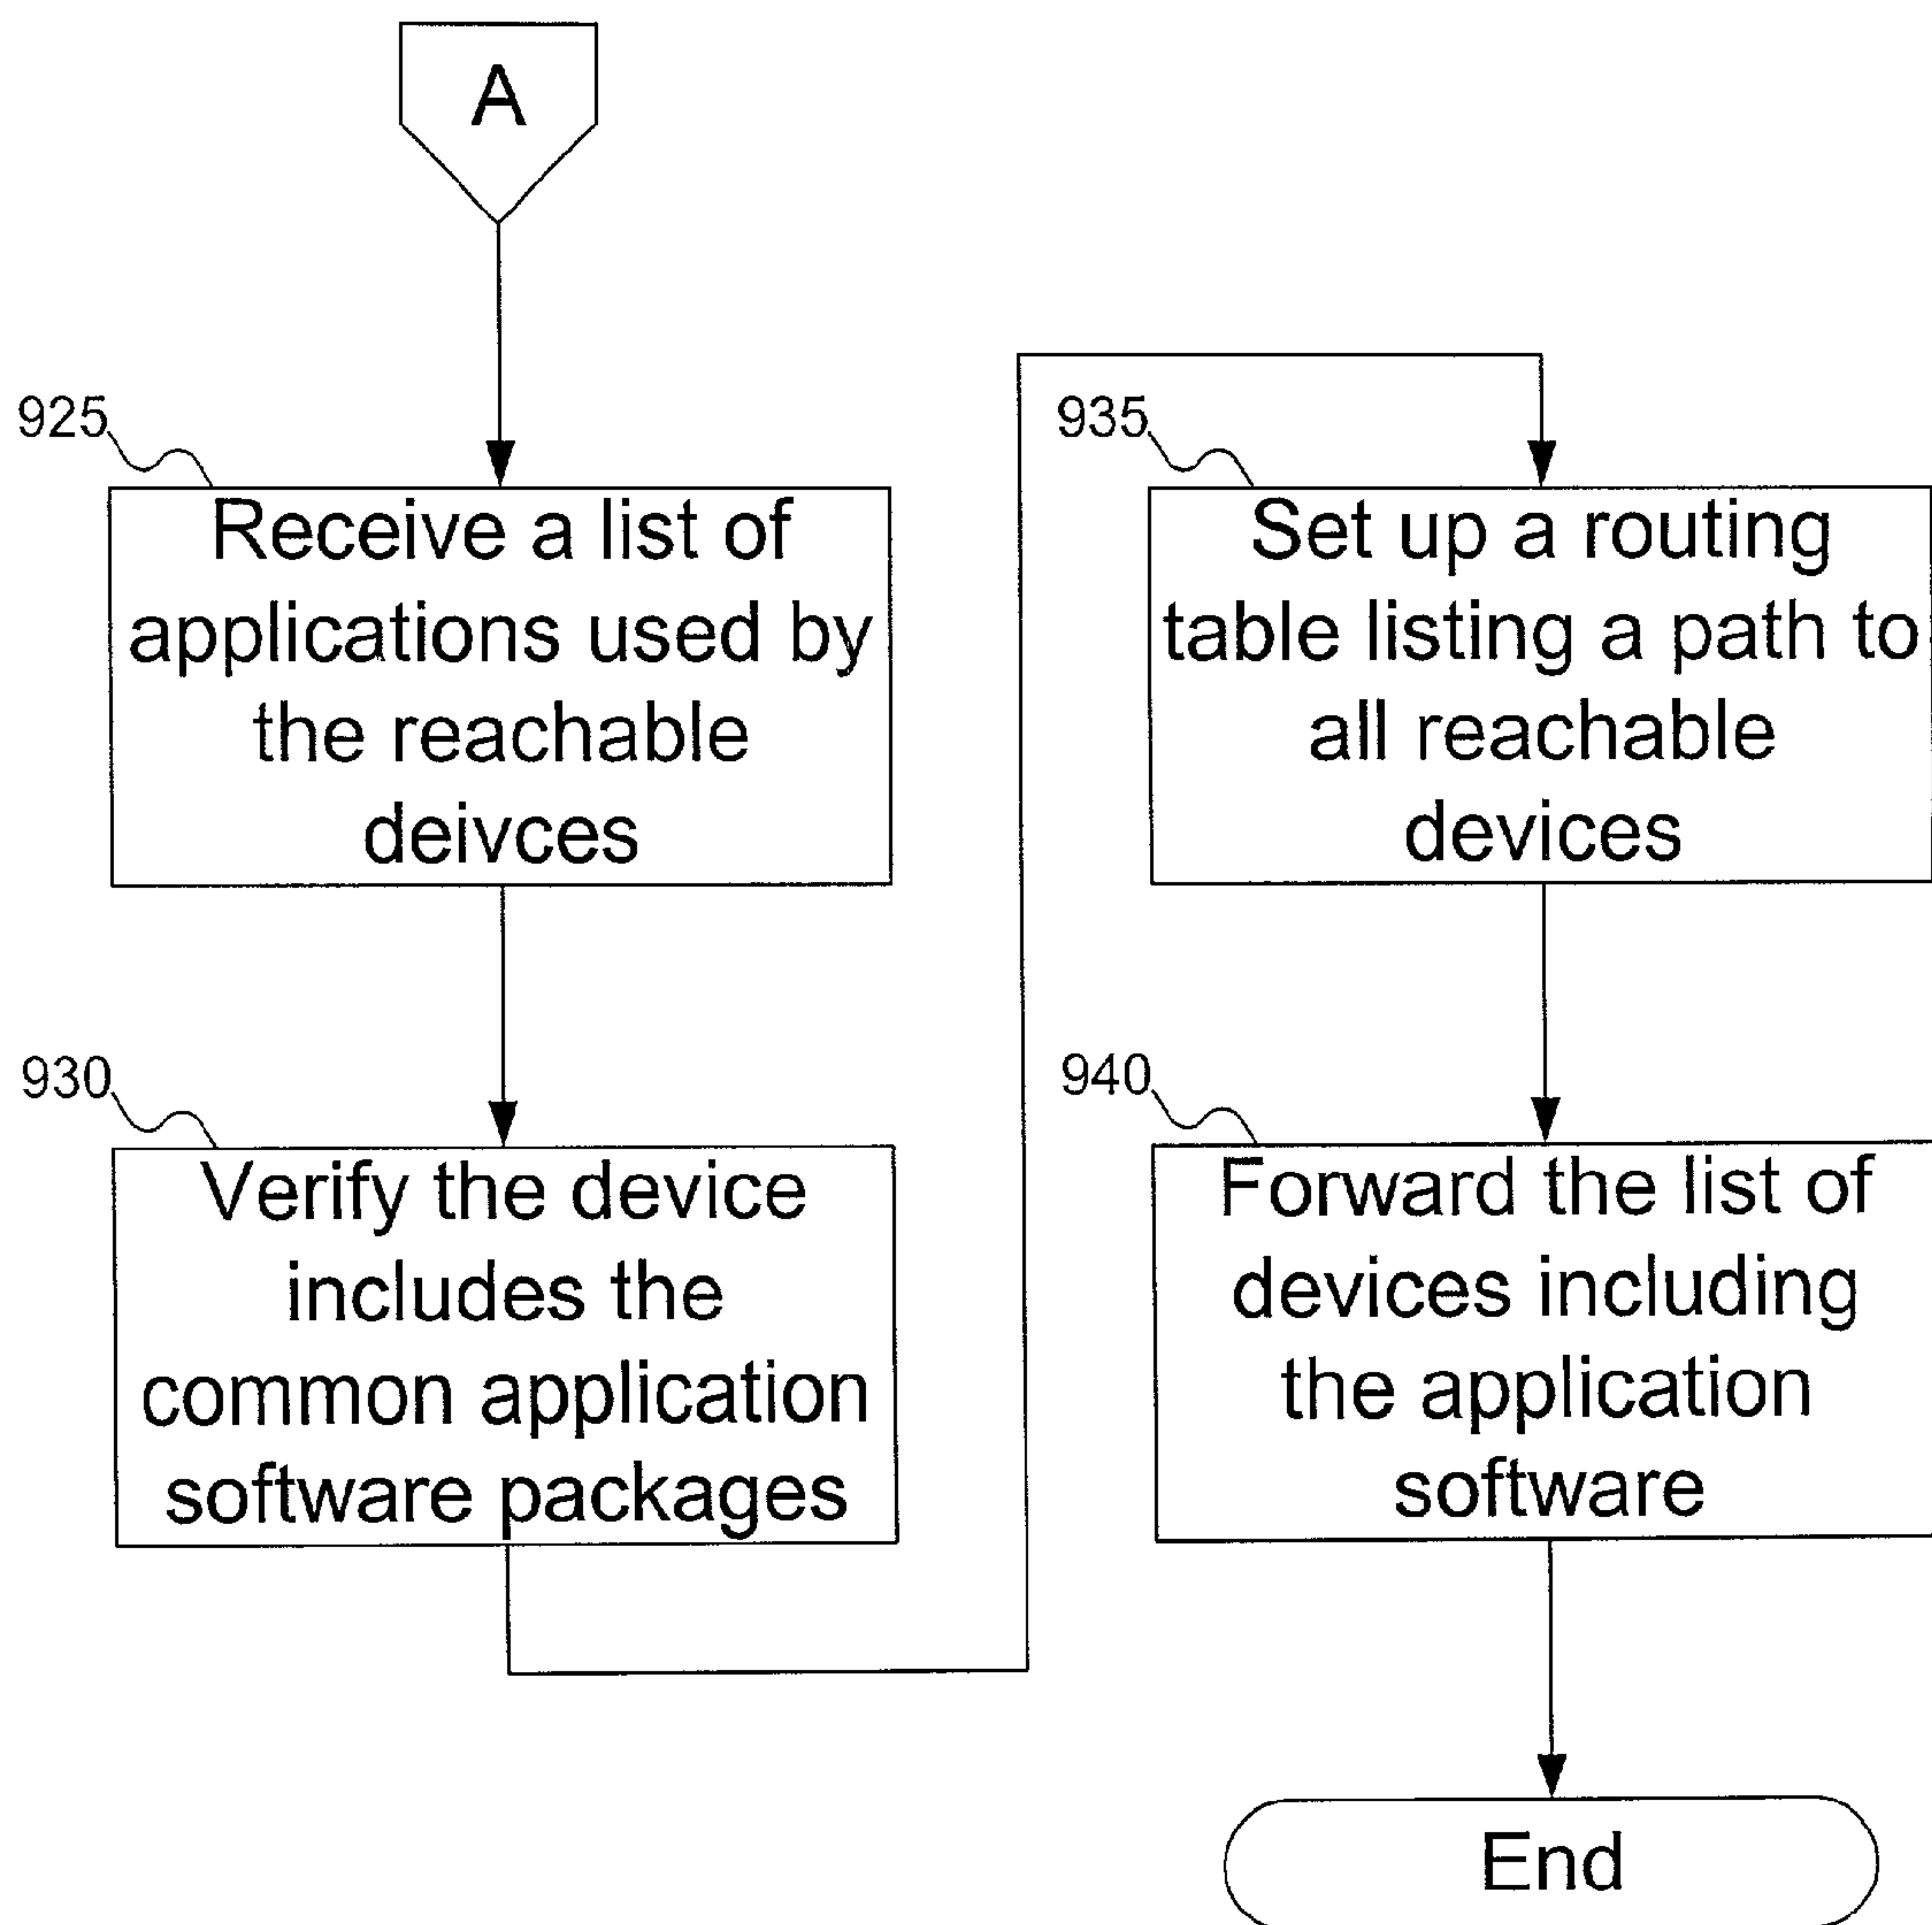 A
925
Receive a list of
applications used by
the reachable
deivces
930
Verify the device
includes the
common application
software packages
935
Set up a routing
table listing a path to
all reachable
devices
940
Forward the list of
devices including
the application
software
End